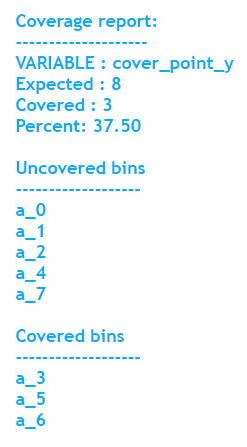 Coverage report:
--------------------
VARIABLE : cover_point_y
Expected : 8
Covered : 3
Percent: 37.50
Uncovered bins
-------------------
a_0
a_1
a_2
a_4
a_7
Covered bins
-------------------
a_3
a_5
a_6